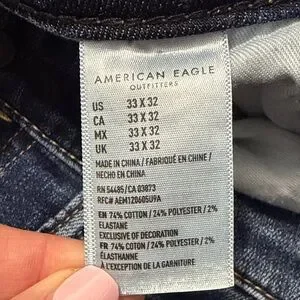 AMERICAN EAGLE
OUTFITTERS
US 33 X 32
CA 33 X 32
MX 33 X 32
UK 33 X 32
MADE IN CHINA / FABRIQUÉ EN CHINE /
HECHO EN CHINA
RN 54485/CA 03873
RFC# AEM120605U9A
EN 74% COTTON / 24% POLYESTER / 2%
ELASTANE
EXCLUSIVE OF DECORATION
FR 74% COTON / 24% POLYESTER / 2%
ÉLASTHANNE
À L'EXCEPTION DE LA GARNITURE